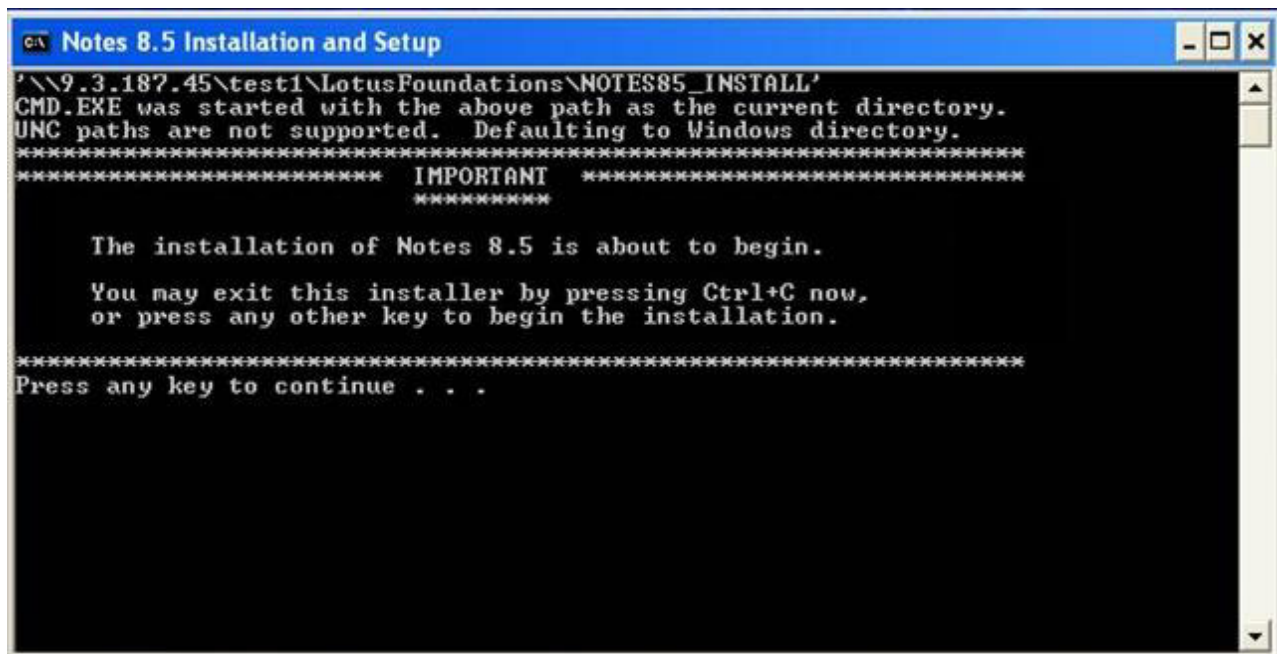 Notes 8.5 Installation and Setup
'\\9.3.187.45\test1\LotusFoundations\NOTES85_INSTALL'
CMD.EXE was started with the above path as the current directory.
UNC paths are not supported.  Defaulting to Windows directory.
******************************************************************
************************  IMPORTANT  *****************************
*********
The installation of Notes 8.5 is about to begin.
You may exit this installer by pressing Ctrl+C now,
or press any other key to begin the installation.
******************************************************************
Press any key to continue . . .